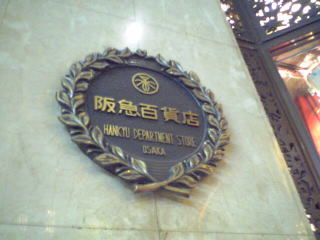 阪急百貨店
HANKYU DEPARTMENT STORE
OSAKA